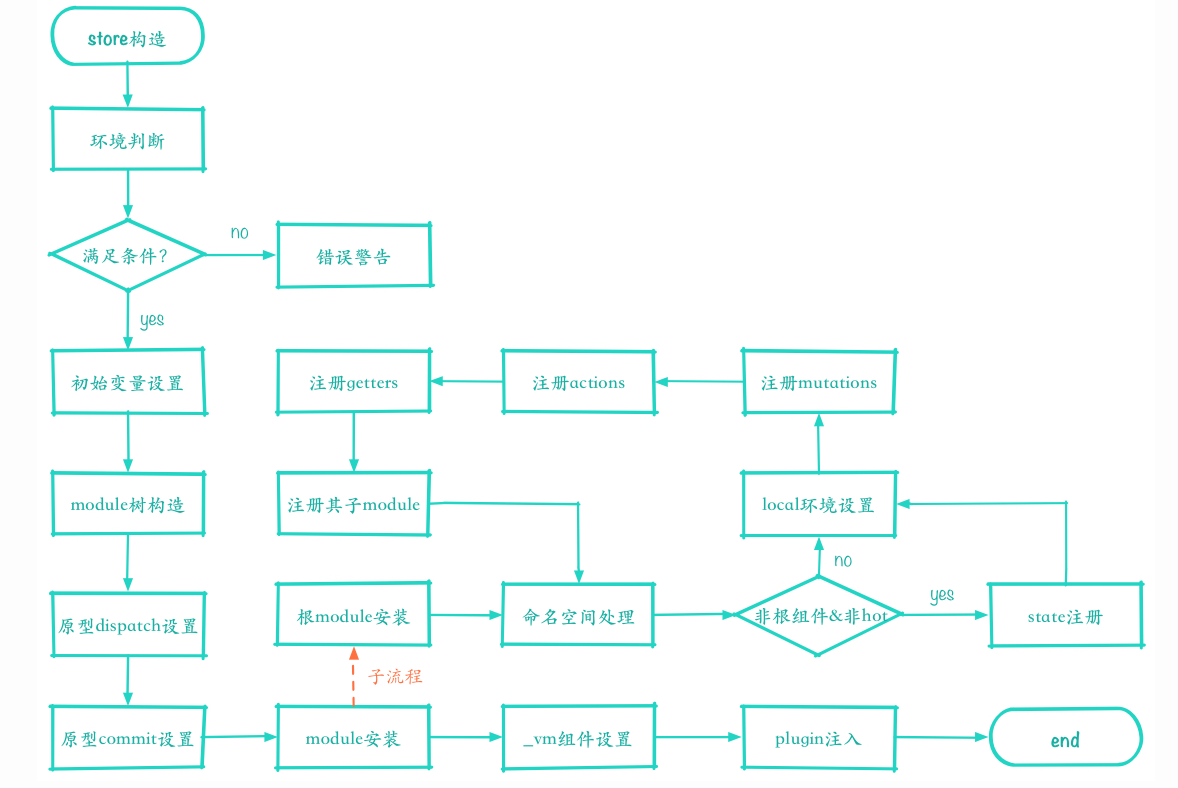 store构造
环境判断
满足条件?
no
错误警告
yes
初始变量设置
注册getters
注册actions
注册mutations
module树构造
注册其子module
local环境设置
no
原型dispatch设置
根module安装
命名空间处理
非根组件&非hot
yes
state注册
子流程
原型commit设置
module安装
_vm组件设置
plugin注入
end